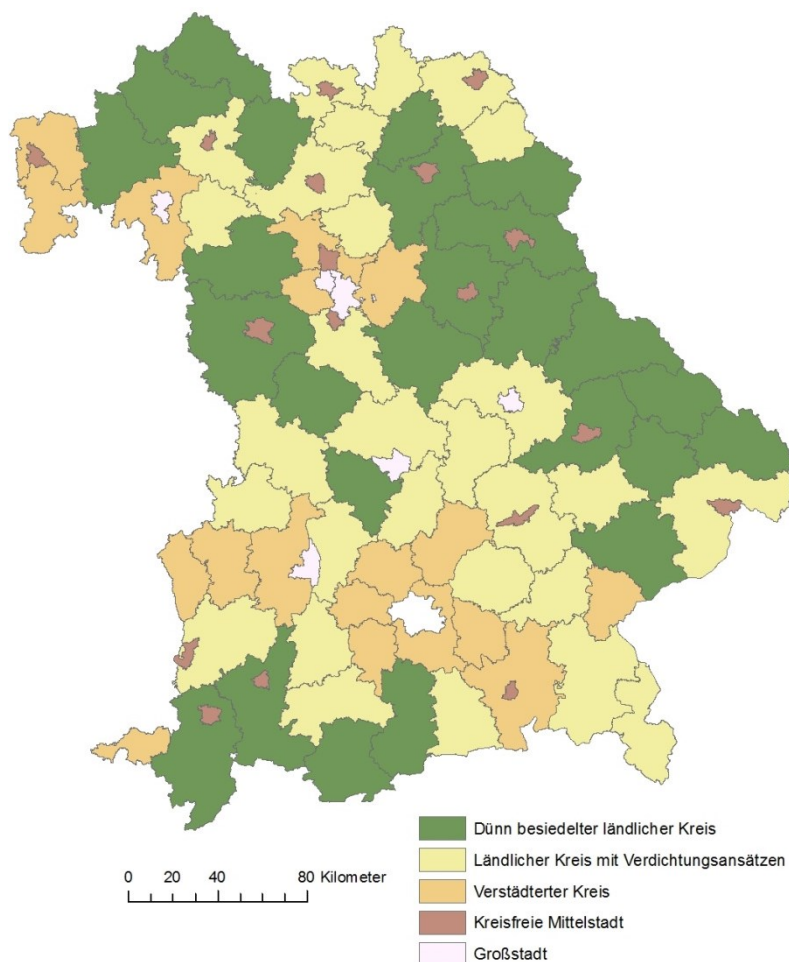 Dünn besiedelter ländlicher Kreis
Ländlicher Kreis mit Verdichtungsansätzen
Verstädterter Kreis
Kreisfreie Mittelstadt
Großstadt
0 20 40 80 Kilometer